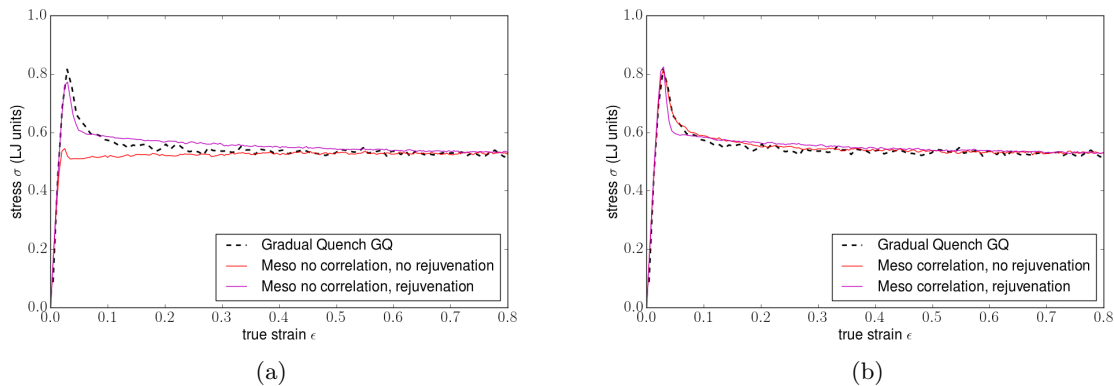 1.0
0.8
0.6
0.4
0.2
0.0
stress σ (LJ units)
Gradual Quench GQ
Meso no correlation, no rejuvenation
Meso no correlation, rejuvenation
0.0 0.1 0.2 0.3 0.4 0.5 0.6 0.7 0.8
true strain ϵ
(a)
1.0
0.8
0.6
0.4
0.2
0.0
stress σ (LJ units)
Gradual Quench GQ
Meso correlation, no rejuvenation
Meso correlation, rejuvenation
0.0 0.1 0.2 0.3 0.4 0.5 0.6 0.7 0.8
true strain ϵ
(b)